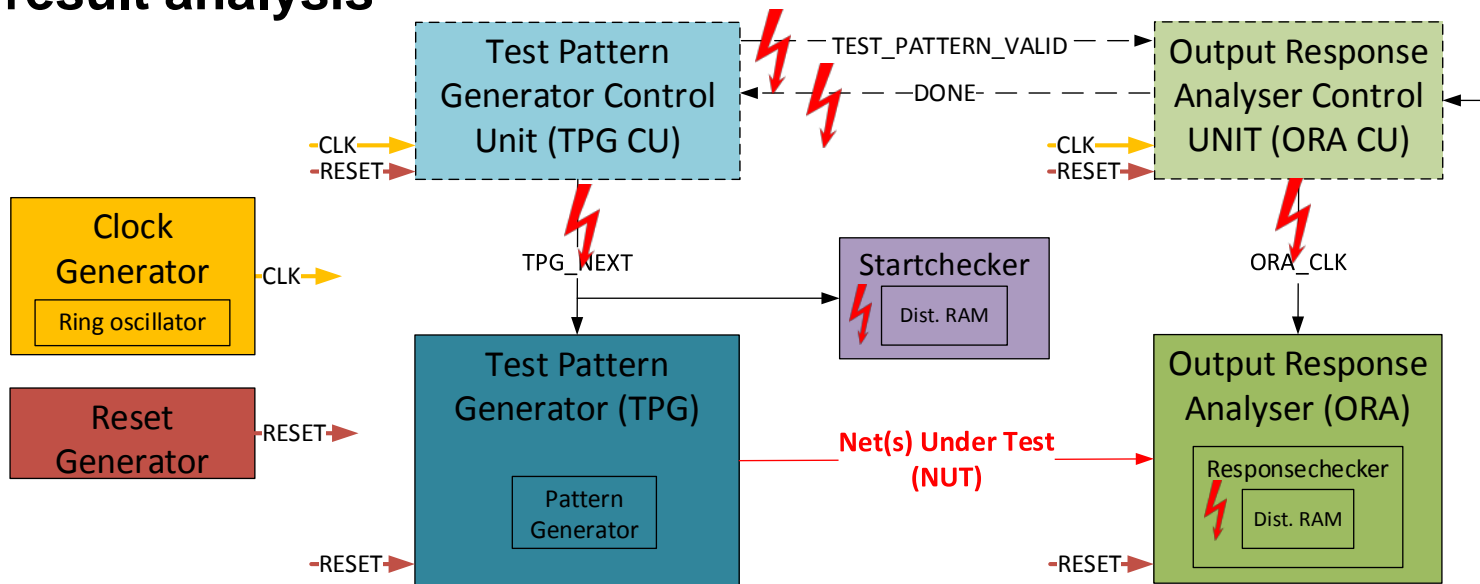 result analysis
Test Pattern
Generator Control
Unit (TPG CU)
TEST_PATTERN_VALID
DONE
Output Response
Analyser Control
UNIT (ORA CU)
CLK
RESET
CLK
RESET
Clock
Generator
Ring oscillator
CLK
TPG_NEXT
Startchecker
Dist. RAM
ORA_CLK
Reset
Generator
RESET
Test Pattern
Generator (TPG)
Pattern
Generator
RESET
Net(s) Under Test
(NUT)
Output Response
Analyser (ORA)
Responsechecker
Dist. RAM
RESET